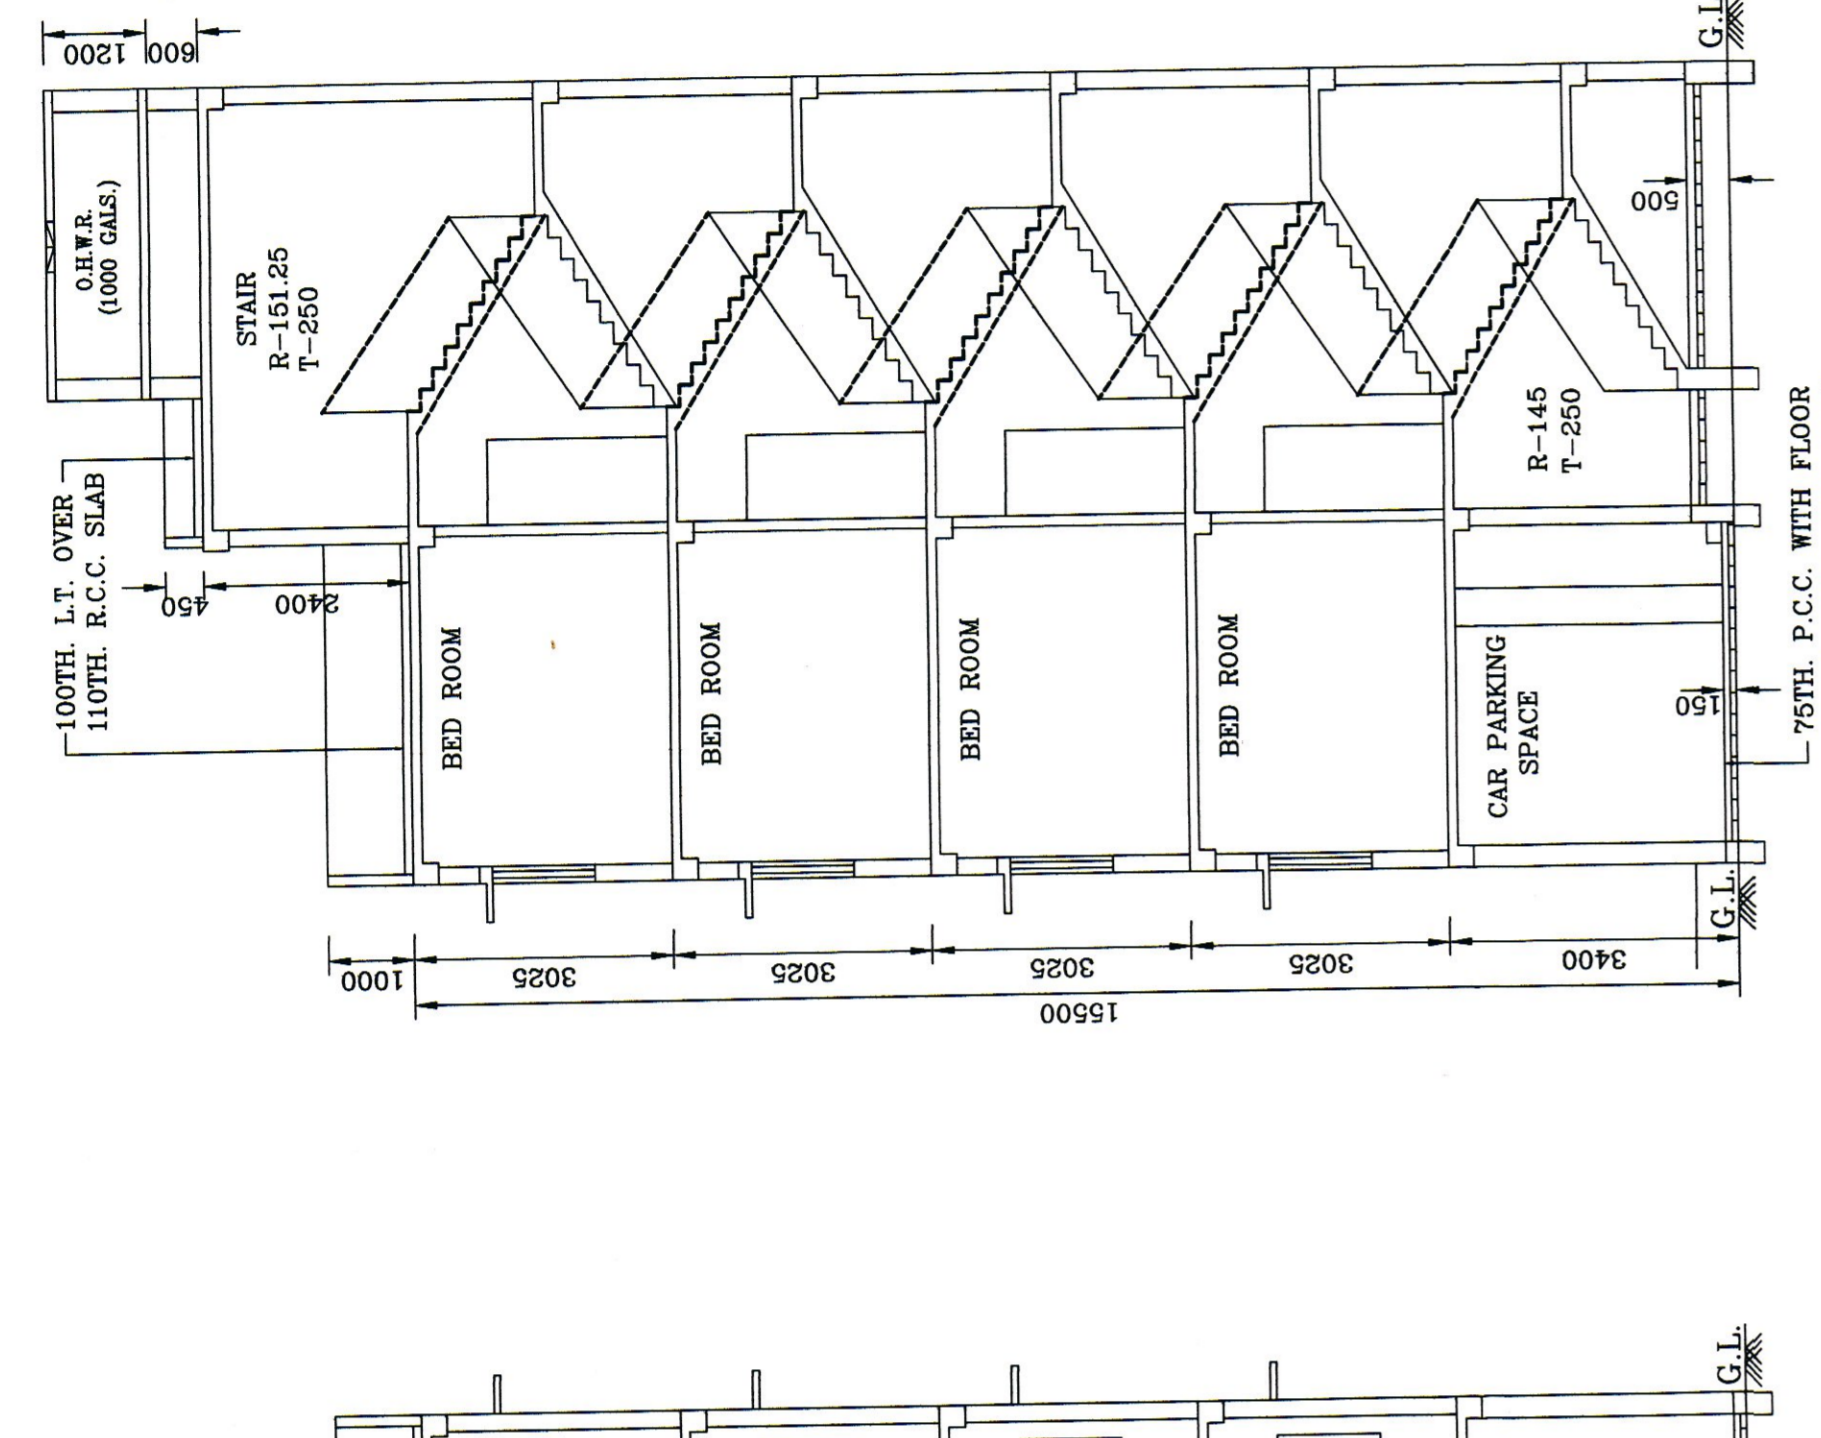 1200
600
O.H.W.R.
(1000 GALS.)
STAIR
R-151.25
T-250
100TH. L.T. OVER
110TH. R.C.C. SLAB
450
2400
BED ROOM
BED ROOM
BED ROOM
BED ROOM
CAR PARKING
SPACE
R-145
T-250
500
150
75TH. P.C.C. WITH FLOOR
G.L
G.L.
1000
3025
3025
3025
3025
3400
15500
G.L.